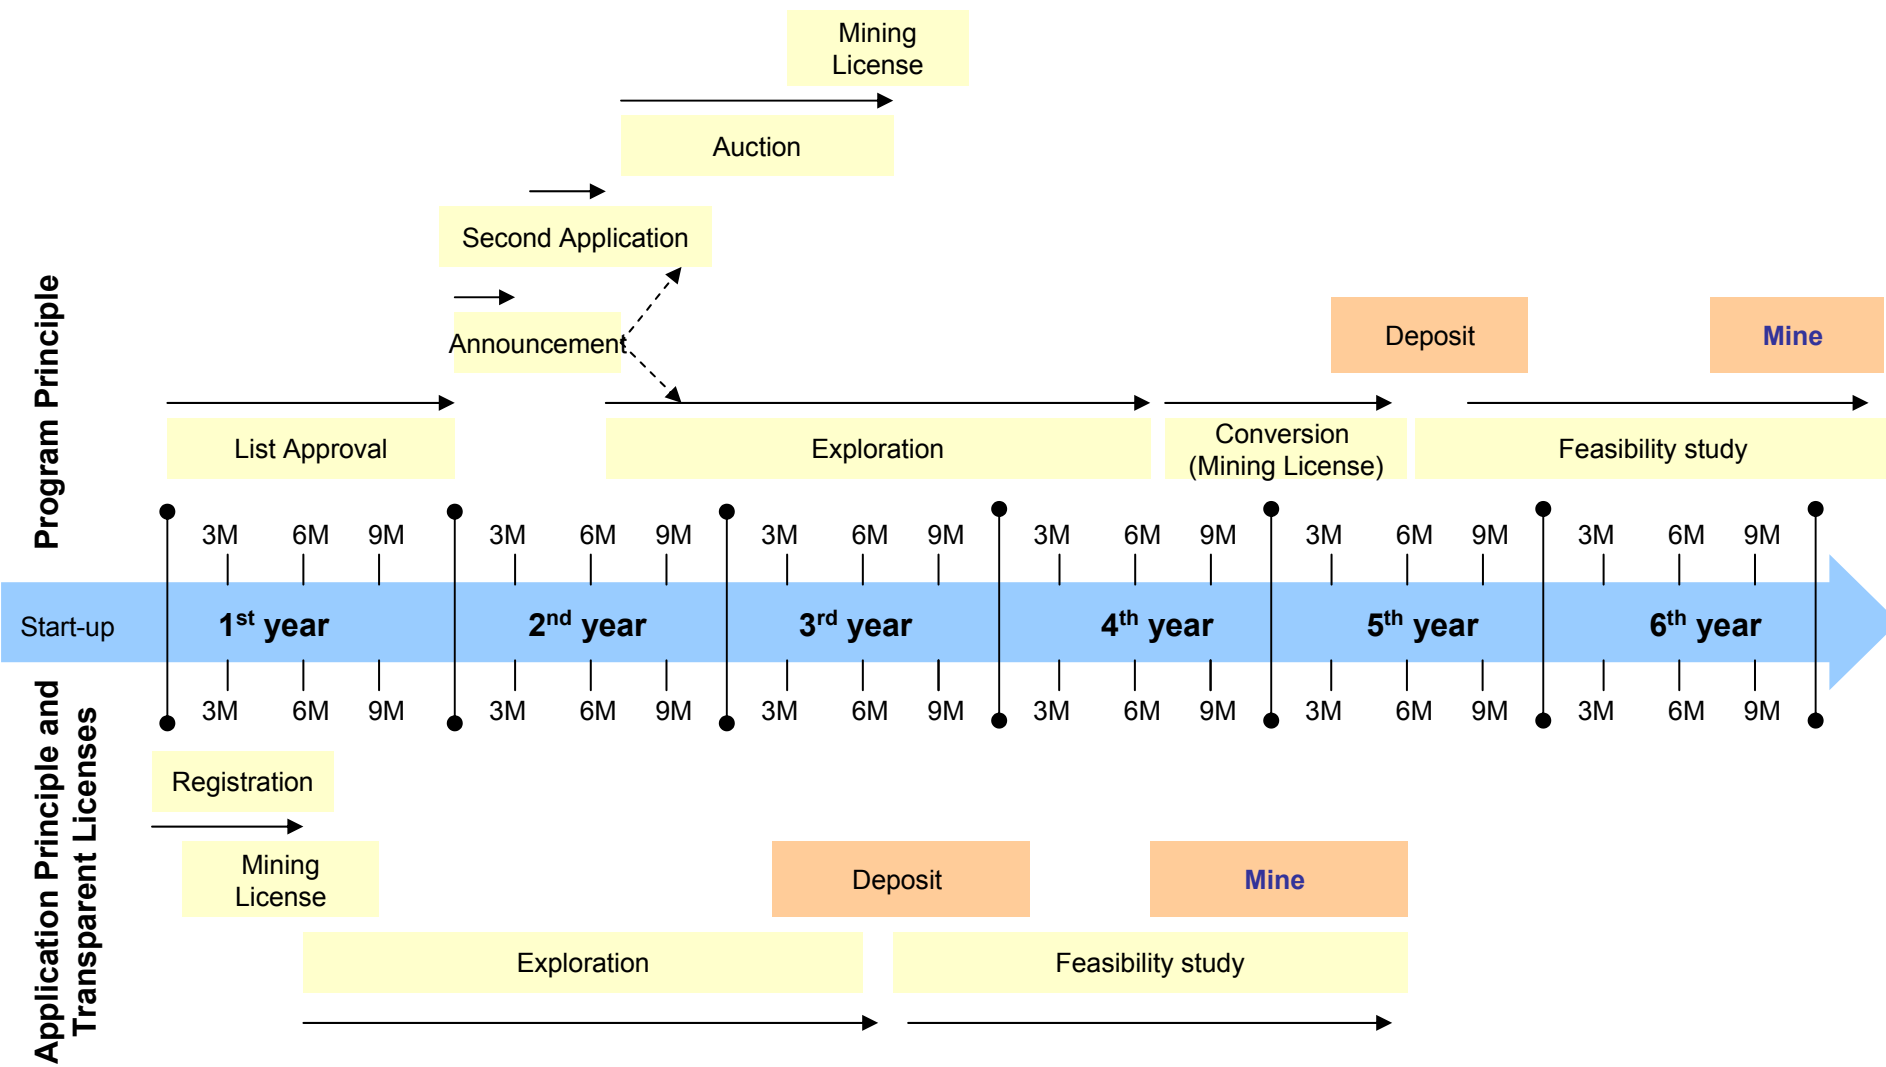 Mining
License
Auction
Second Application
Announcement
Deposit
Mine
List Approval
Exploration
Conversion
(Mining License)
Feasibility study
Program Principle
3M 6M 9M 3M 6M 9M 3M 6M 9M 3M 6M 9M 3M 6M 9M 3M 6M 9M
Start-up 1st year 2nd year 3rd year 4th year 5th year 6th year
3M 6M 9M 3M 6M 9M 3M 6M 9M 3M 6M 9M 3M 6M 9M 3M 6M 9M
Application Principle and
Transparent Licenses
Registration
Mining
License
Deposit
Mine
Exploration
Feasibility study